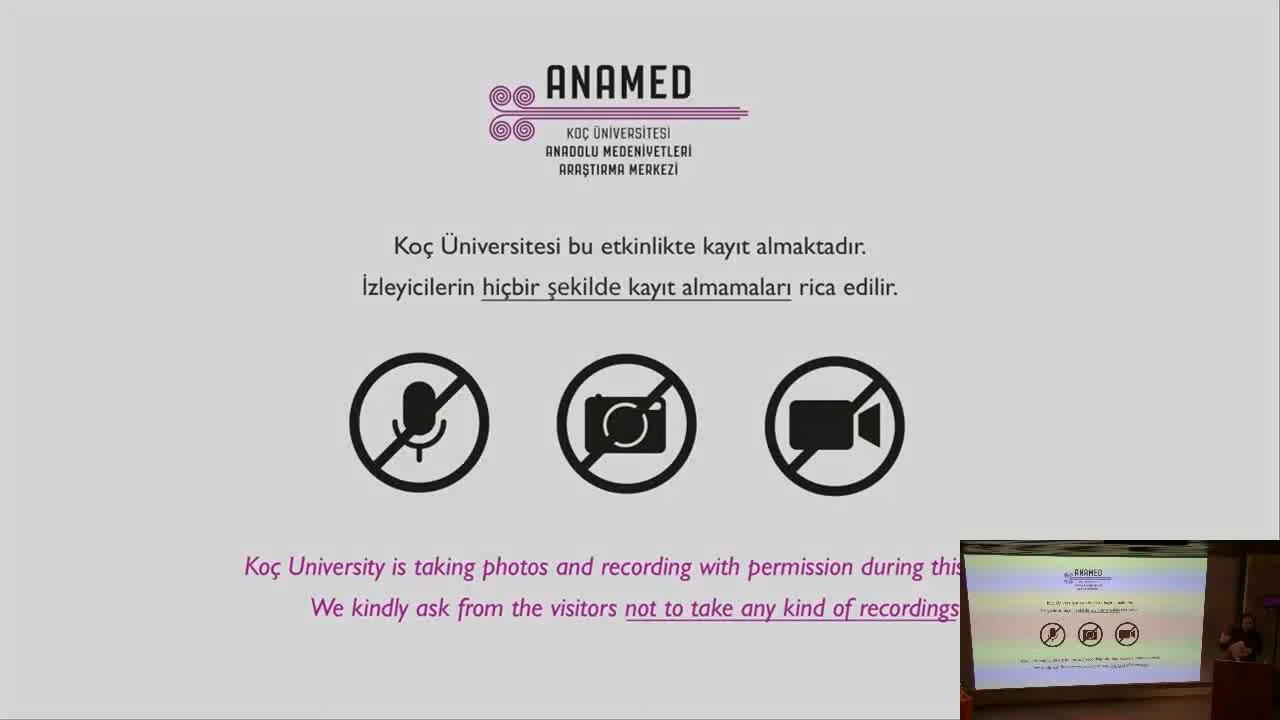 ANAMED
KOÇ ÜNİVERSİTESİ
ANADOLU MEDENİYETLERİ
ARAŞTIRMA MERKEZİ
Koç Üniversitesi bu etkinlikte kayıt almaktadır.
İzleyicilerin hiçbir şekilde kayıt almamaları rica edilir.
Koç University is taking photos and recording with permission during this
We kindly ask from the visitors not to take any kind of recordings
ANAMED